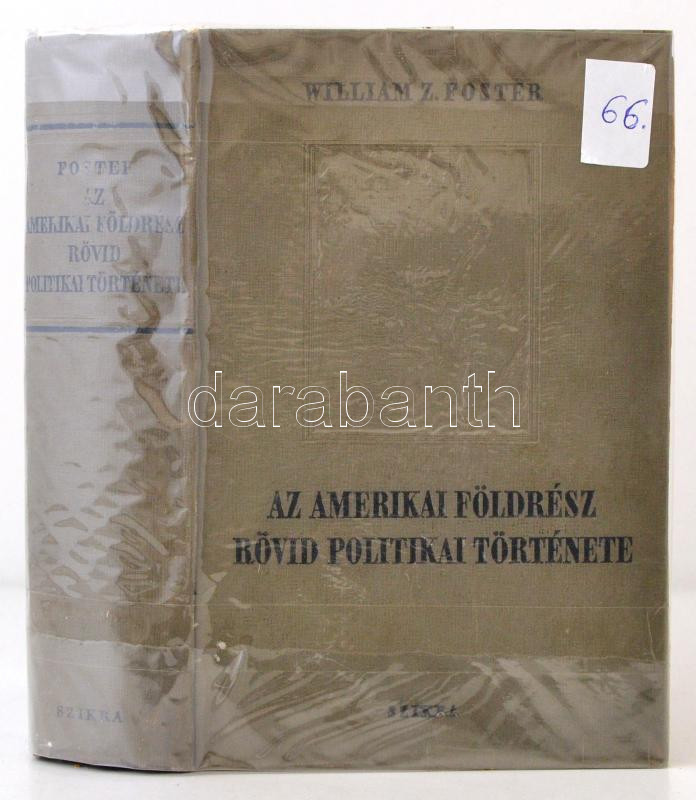 WILLIAM Z. FOSTER
66.
FOSTER
AZ
AMERIKAI FÖLDRÉSZ
RÖVID
POLITIKAI TÖRTÉNETE
darabanth
AZ AMERIKAI FÖLDRÉSZ
RÖVID POLITIKAI TÖRTÉNETE
SZIKRA
SZIKRA